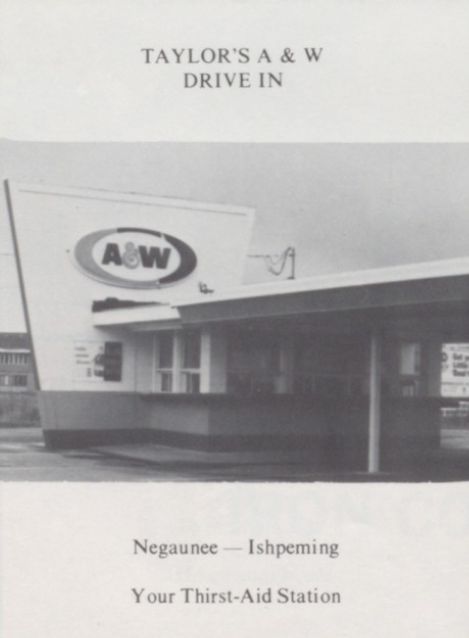 TAYLOR'S A & W
DRIVE IN
A&W
Negaunee — Ishpeming
Your Thirst-Aid Station